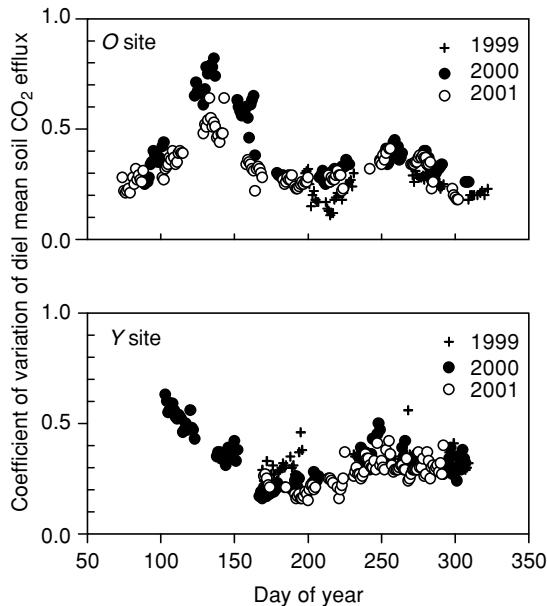 Coefficient of variation of diel mean soil CO2 efflux
1.0
0.5
0.0
O site
1999
2000
2001
1.0
0.5
0.0
Y site
1999
2000
2001
50 100 150 200 250 300 350
Day of year